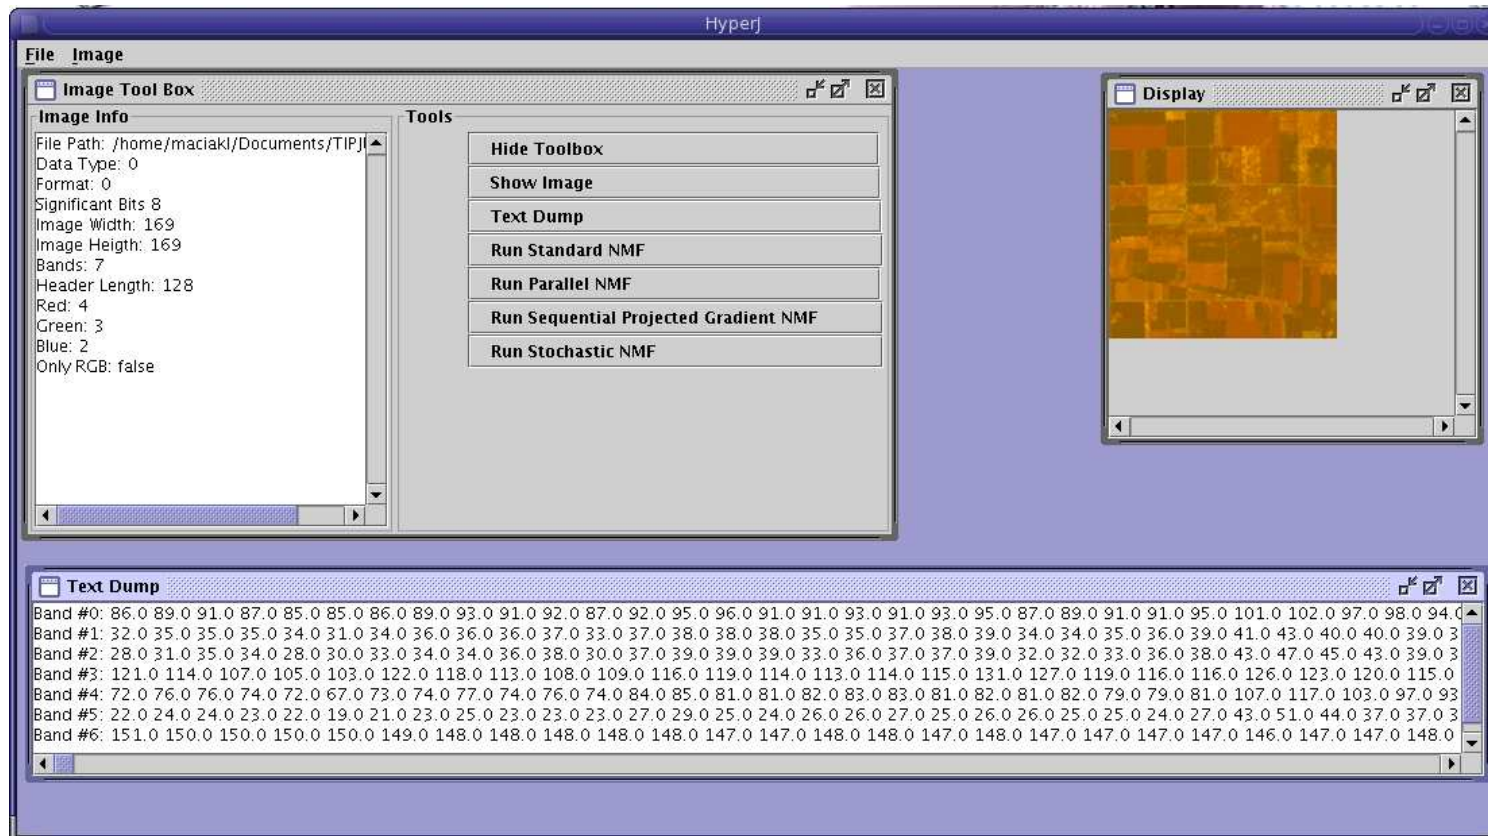 HyperJ
File Image
Image Tool Box
Image Info
File Path: /home/maciakl/Documents/TIPJI
Data Type: 0
Format: 0
Significant Bits 8
Image Width: 169
Image Heigth: 169
Bands: 7
Header Length: 128
Red: 4
Green: 3
Blue: 2
Only RGB: false
Tools
Hide Toolbox
Show Image
Text Dump
Run Standard NMF
Run Parallel NMF
Run Sequential Projected Gradient NMF
Run Stochastic NMF
Display
Text Dump
Band #0: 86.0 89.0 91.0 87.0 85.0 85.0 86.0 89.0 93.0 91.0 92.0 87.0 92.0 95.0 96.0 91.0 91.0 93.0 91.0 93.0 95.0 87.0 89.0 91.0 91.0 95.0 101.0 102.0 97.0 98.0 94.0
Band #1: 32.0 35.0 35.0 35.0 34.0 31.0 34.0 36.0 36.0 36.0 37.0 33.0 37.0 38.0 38.0 38.0 35.0 35.0 37.0 38.0 39.0 34.0 34.0 35.0 36.0 39.0 41.0 43.0 40.0 40.0 39.0 3
Band #2: 28.0 31.0 35.0 34.0 28.0 30.0 33.0 34.0 34.0 36.0 38.0 30.0 37.0 39.0 39.0 39.0 33.0 36.0 37.0 37.0 39.0 32.0 32.0 33.0 36.0 38.0 43.0 47.0 45.0 43.0 39.0 3
Band #3: 121.0 114.0 107.0 105.0 103.0 122.0 118.0 113.0 108.0 109.0 116.0 119.0 114.0 113.0 114.0 115.0 131.0 127.0 119.0 116.0 116.0 126.0 123.0 120.0 115.0
Band #4: 72.0 76.0 76.0 74.0 72.0 67.0 73.0 74.0 77.0 74.0 76.0 74.0 84.0 85.0 81.0 81.0 82.0 83.0 83.0 81.0 82.0 81.0 82.0 79.0 79.0 81.0 107.0 117.0 103.0 97.0 93
Band #5: 22.0 24.0 24.0 23.0 22.0 19.0 21.0 23.0 25.0 23.0 23.0 23.0 27.0 29.0 25.0 24.0 26.0 26.0 27.0 25.0 26.0 26.0 25.0 25.0 24.0 27.0 43.0 51.0 44.0 37.0 37.0 3
Band #6: 151.0 150.0 150.0 150.0 150.0 149.0 148.0 148.0 148.0 148.0 148.0 147.0 147.0 148.0 148.0 147.0 148.0 147.0 147.0 147.0 147.0 146.0 147.0 147.0 148.0